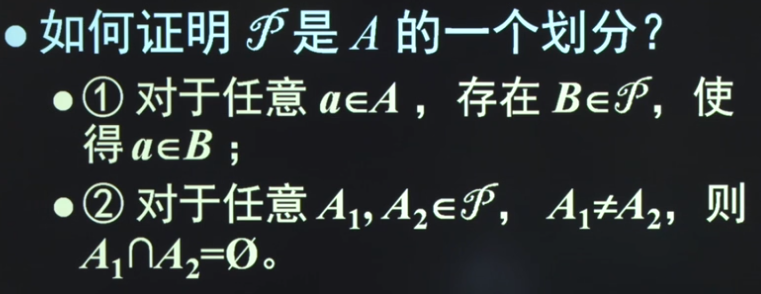 • 如何证明 𝒫 是 A 的一个划分？
• ① 对于任意 a∈A ，存在 B∈𝒫，使
得 a∈B ；
• ② 对于任意 A₁, A₂∈𝒫， A₁≠A₂，则
A₁∩A₂=Ø。